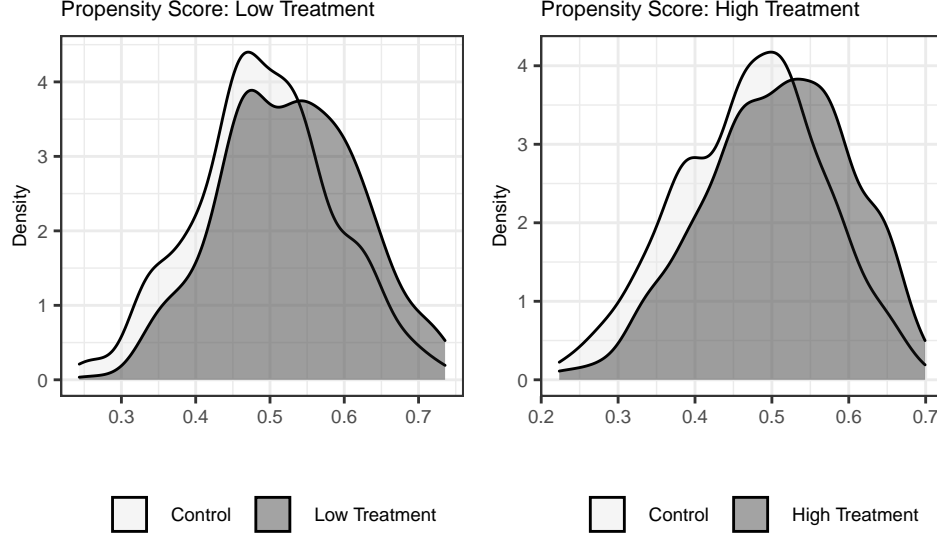 Propensity Score: Low Treatment
Density
4
3
2
1
0
0.3 0.4 0.5 0.6 0.7
Control Low Treatment
Propensity Score: High Treatment
Density
4
3
2
1
0
0.2 0.3 0.4 0.5 0.6 0.7
Control High Treatment